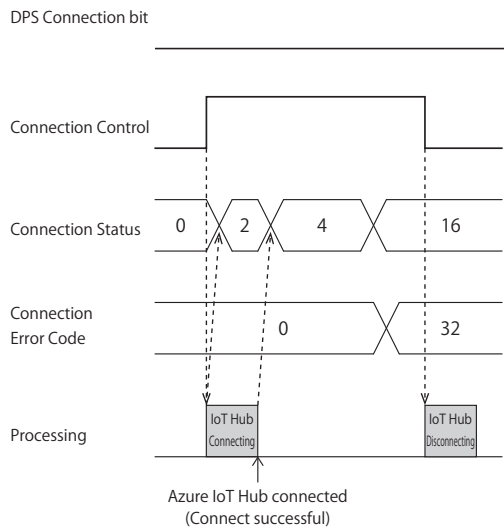 DPS Connection bit
Connection Control
Connection Status
0
2
4
16
Connection
Error Code
0
32
Processing
IoT Hub
Connecting
IoT Hub
Disconnecting
Azure IoT Hub connected
(Connect successful)